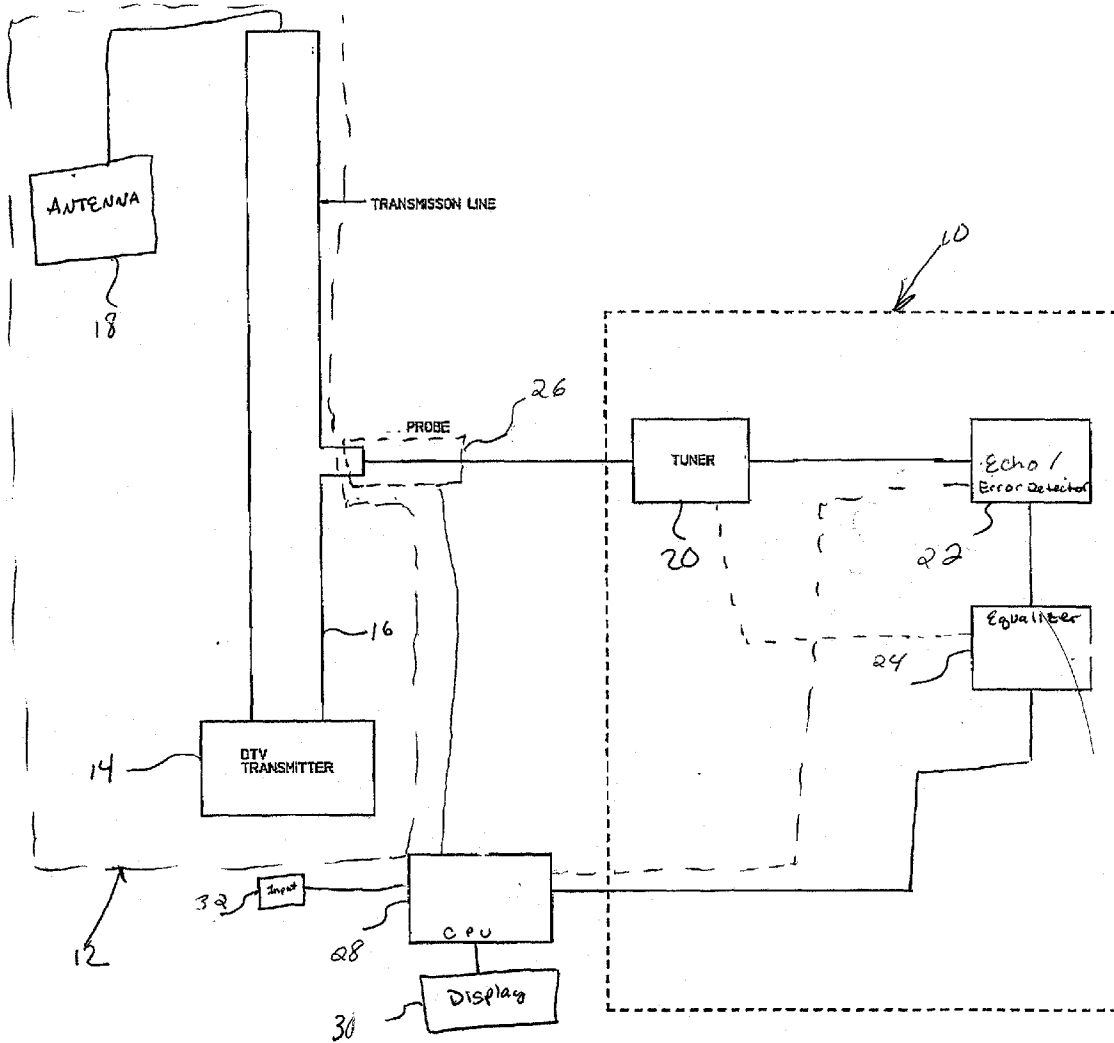 ANTENNA
18
TRANSMISSON LINE
10
PROBE
26
TUNER
20
Echo /
Error Detector
22
Equalizer
24
16
14
DTV
TRANSMITTER
12
32
Input
28
CPU
Display
30